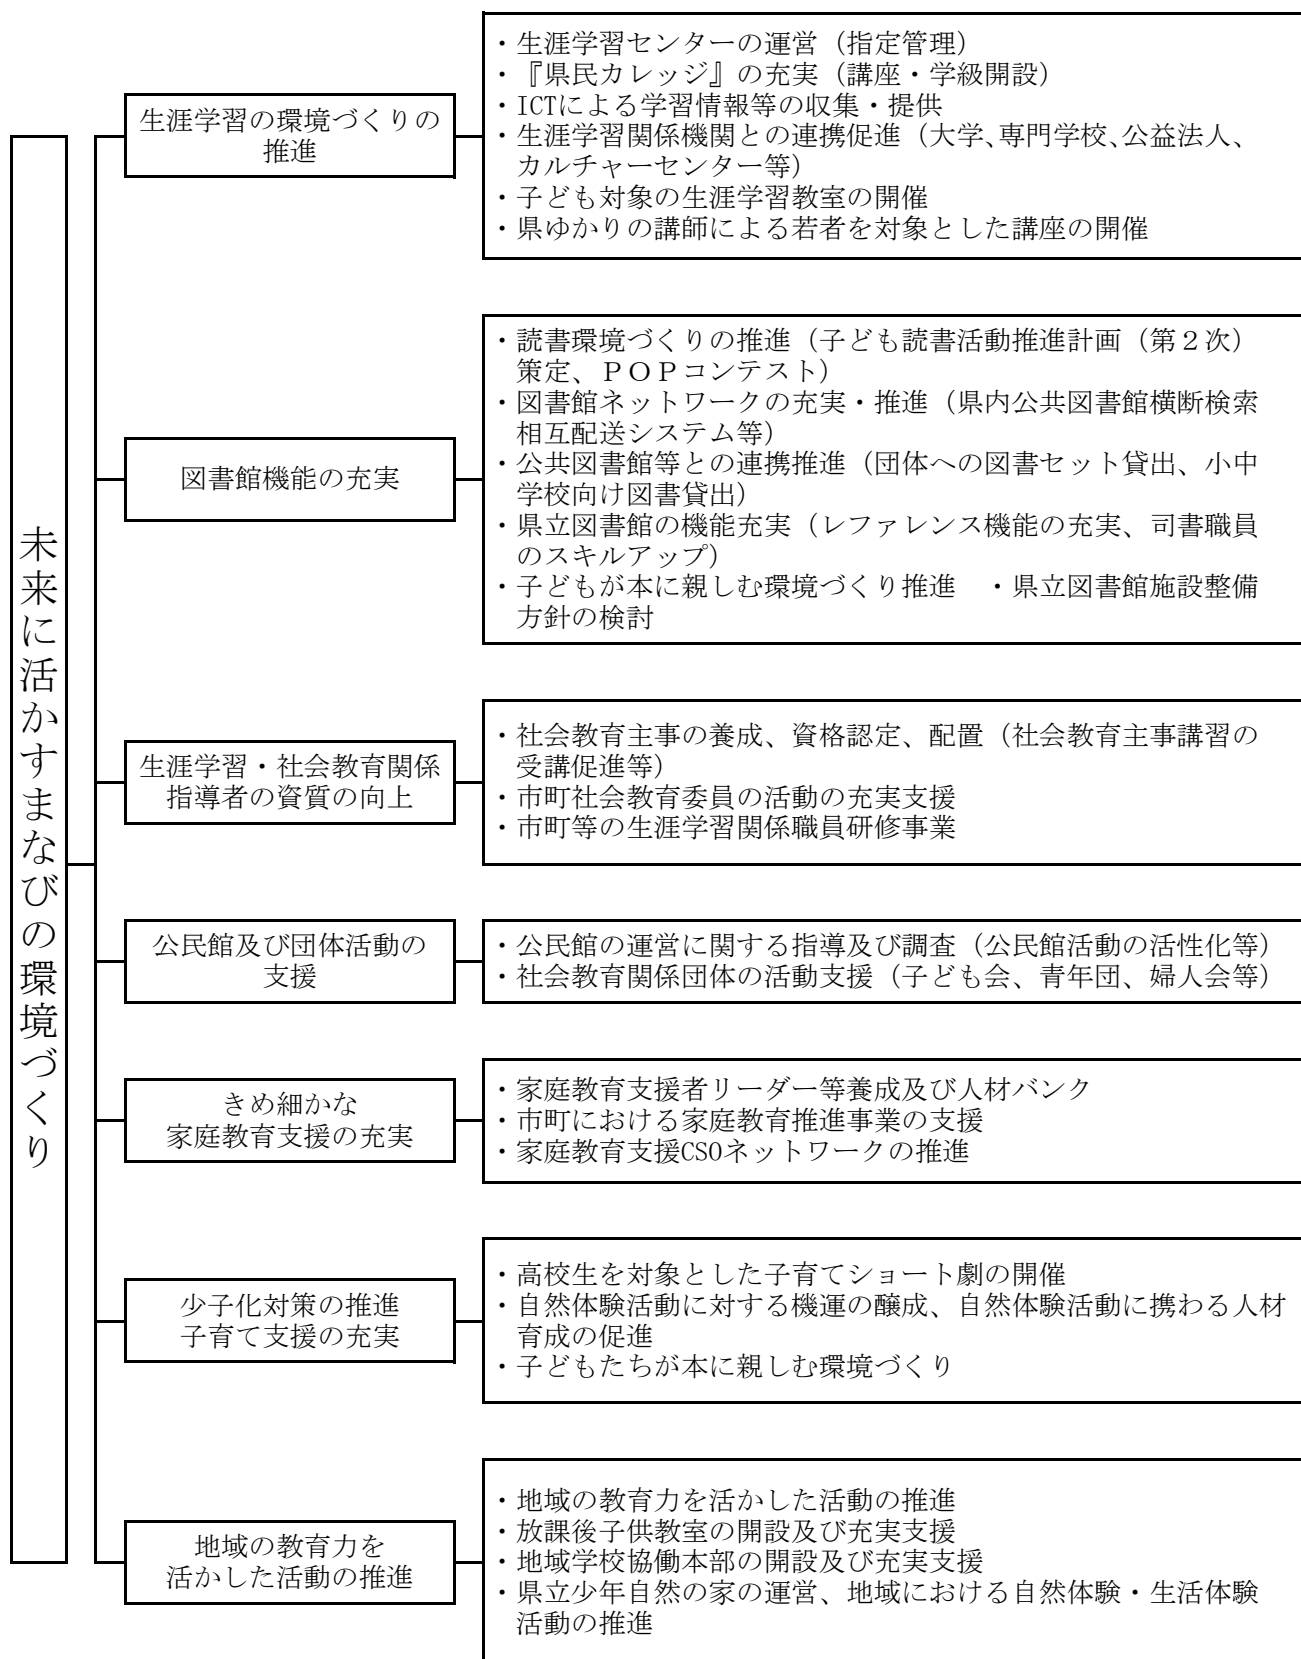 未来に活かすまなびの環境づくり
生涯学習の環境づくりの
推進
・生涯学習センターの運営（指定管理）
・『県民カレッジ』の充実（講座・学級開設）
・ICTによる学習情報等の収集・提供
・生涯学習関係機関との連携促進（大学、専門学校、公益法人、
カルチャーセンター等）
・子ども対象の生涯学習教室の開催
・県ゆかりの講師による若者を対象とした講座の開催
図書館機能の充実
・読書環境づくりの推進（子ども読書活動推進計画（第２次）
策定、ＰＯＰコンテスト）
・図書館ネットワークの充実・推進（県内公共図書館横断検索
相互配送システム等）
・公共図書館等との連携推進（団体への図書セット貸出、小中
学校向け図書貸出）
・県立図書館の機能充実（レファレンス機能の充実、司書職員
のスキルアップ）
・子どもが本に親しむ環境づくり推進　・県立図書館施設整備
方針の検討
生涯学習・社会教育関係
指導者の資質の向上
・社会教育主事の養成、資格認定、配置（社会教育主事講習の
受講促進等）
・市町社会教育委員の活動の充実支援
・市町等の生涯学習関係職員研修事業
公民館及び団体活動の
支援
・公民館の運営に関する指導及び調査（公民館活動の活性化等）
・社会教育関係団体の活動支援（子ども会、青年団、婦人会等）
きめ細かな
家庭教育支援の充実
・家庭教育支援者リーダー等養成及び人材バンク
・市町における家庭教育推進事業の支援
・家庭教育支援CSOネットワークの推進
少子化対策の推進
子育て支援の充実
・高校生を対象とした子育てショート劇の開催
・自然体験活動に対する機運の醸成、自然体験活動に携わる人材
育成の促進
・子どもたちが本に親しむ環境づくり
地域の教育力を
活かした活動の推進
・地域の教育力を活かした活動の推進
・放課後子供教室の開設及び充実支援
・地域学校協働本部の開設及び充実支援
・県立少年自然の家の運営、地域における自然体験・生活体験
活動の推進